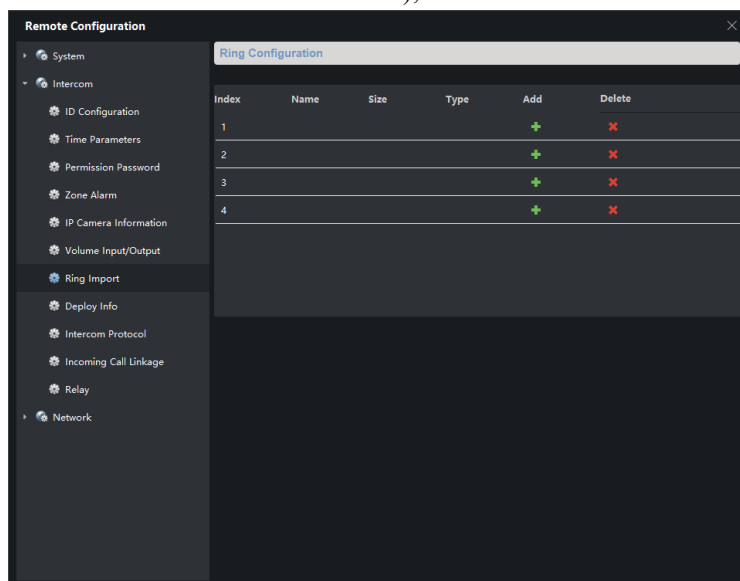 Remote Configuration
System
Intercom
ID Configuration
Time Parameters
Permission Password
Zone Alarm
IP Camera Information
Volume Input/Output
Ring Import
Deploy Info
Intercom Protocol
Incoming Call Linkage
Relay
Network
Ring Configuration
Index Name Size Type Add Delete
1
2
3
4